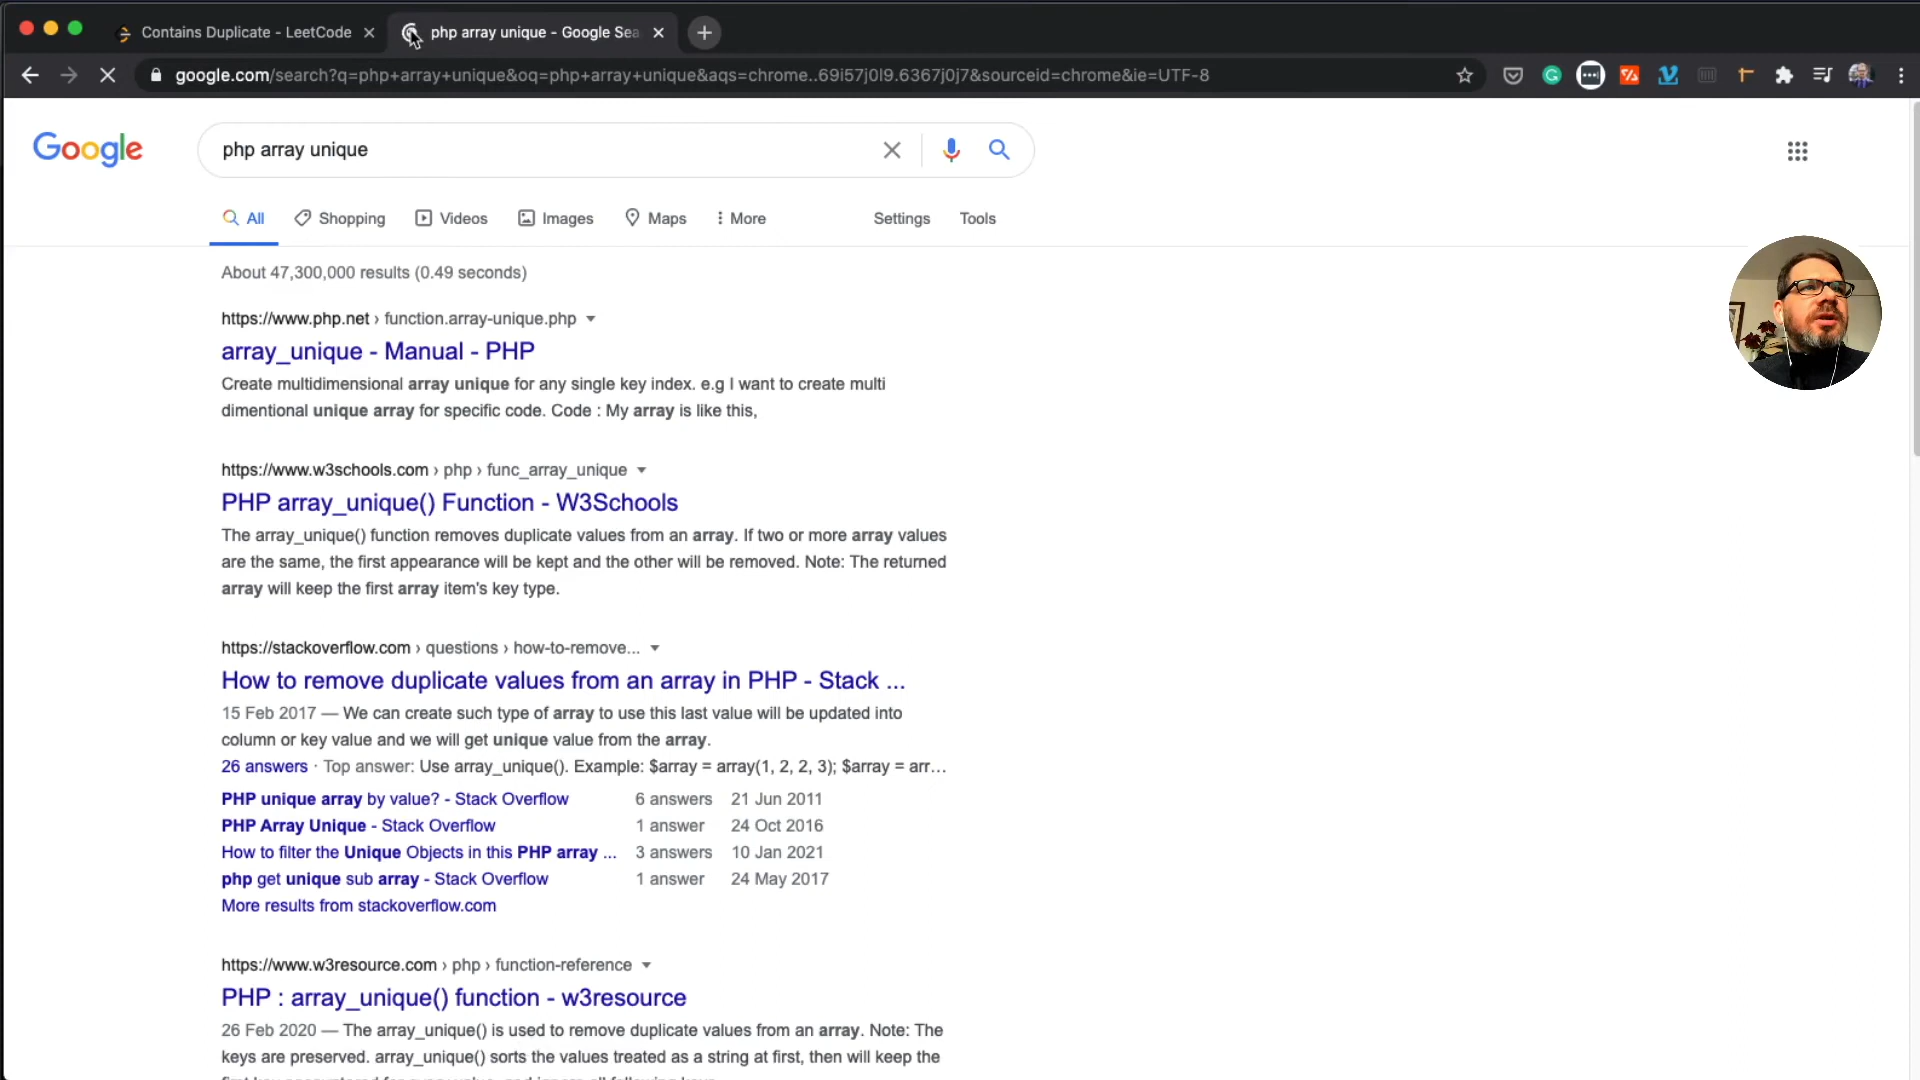 Contains Duplicate - LeetCode
php array unique - Google Sea
google.com/search?q=php+array+unique&oq=php+array+unique&aqs=chrome..69i57j0l9.6367j0j7&sourceid=chrome&ie=UTF-8
Google
php array unique
All Shopping Videos Images Maps More Settings Tools
About 47,300,000 results (0.49 seconds)
https://www.php.net › function.array-unique.php
array_unique - Manual - PHP
Create multidimensional array unique for any single key index. e.g I want to create multi
dimentional unique array for specific code. Code : My array is like this,
https://www.w3schools.com › php › func_array_unique
PHP array_unique() Function - W3Schools
The array_unique() function removes duplicate values from an array. If two or more array values
are the same, the first appearance will be kept and the other will be removed. Note: The returned
array will keep the first array item's key type.
https://stackoverflow.com › questions › how-to-remove...
How to remove duplicate values from an array in PHP - Stack ...
15 Feb 2017 — We can create such type of array to use this last value will be updated into
column or key value and we will get unique value from the array.
26 answers · Top answer: Use array_unique(). Example: $array = array(1, 2, 2, 3); $array = arr...
PHP unique array by value? - Stack Overflow 6 answers 21 Jun 2011
PHP Array Unique - Stack Overflow 1 answer 24 Oct 2016
How to filter the Unique Objects in this PHP array ... 3 answers 10 Jan 2021
php get unique sub array - Stack Overflow 1 answer 24 May 2017
More results from stackoverflow.com
https://www.w3resource.com › php › function-reference
PHP : array_unique() function - w3resource
26 Feb 2020 — The array_unique() is used to remove duplicate values from an array. Note: The
keys are preserved. array_unique() sorts the values treated as a string at first, then will keep the